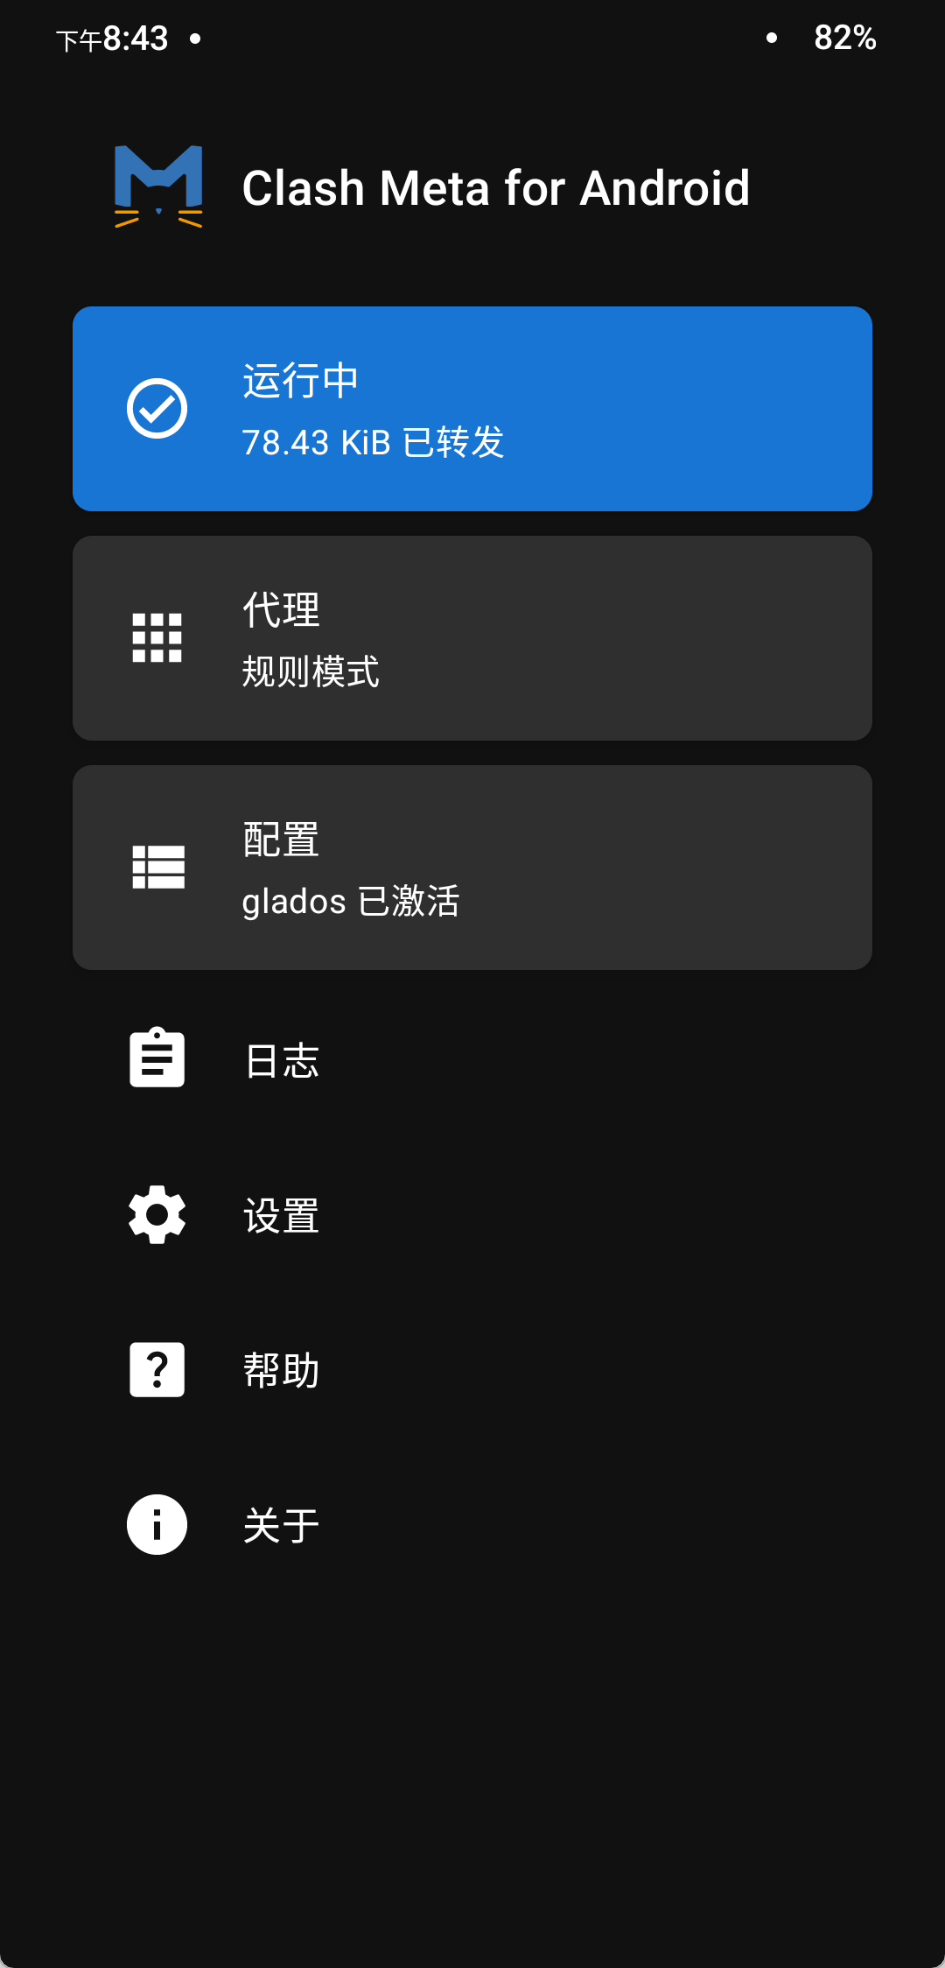 下午8:43
82%
Clash Meta for Android
运行中
78.43 KiB 已转发
代理
规则模式
配置
glados 已激活
日志
设置
帮助
关于